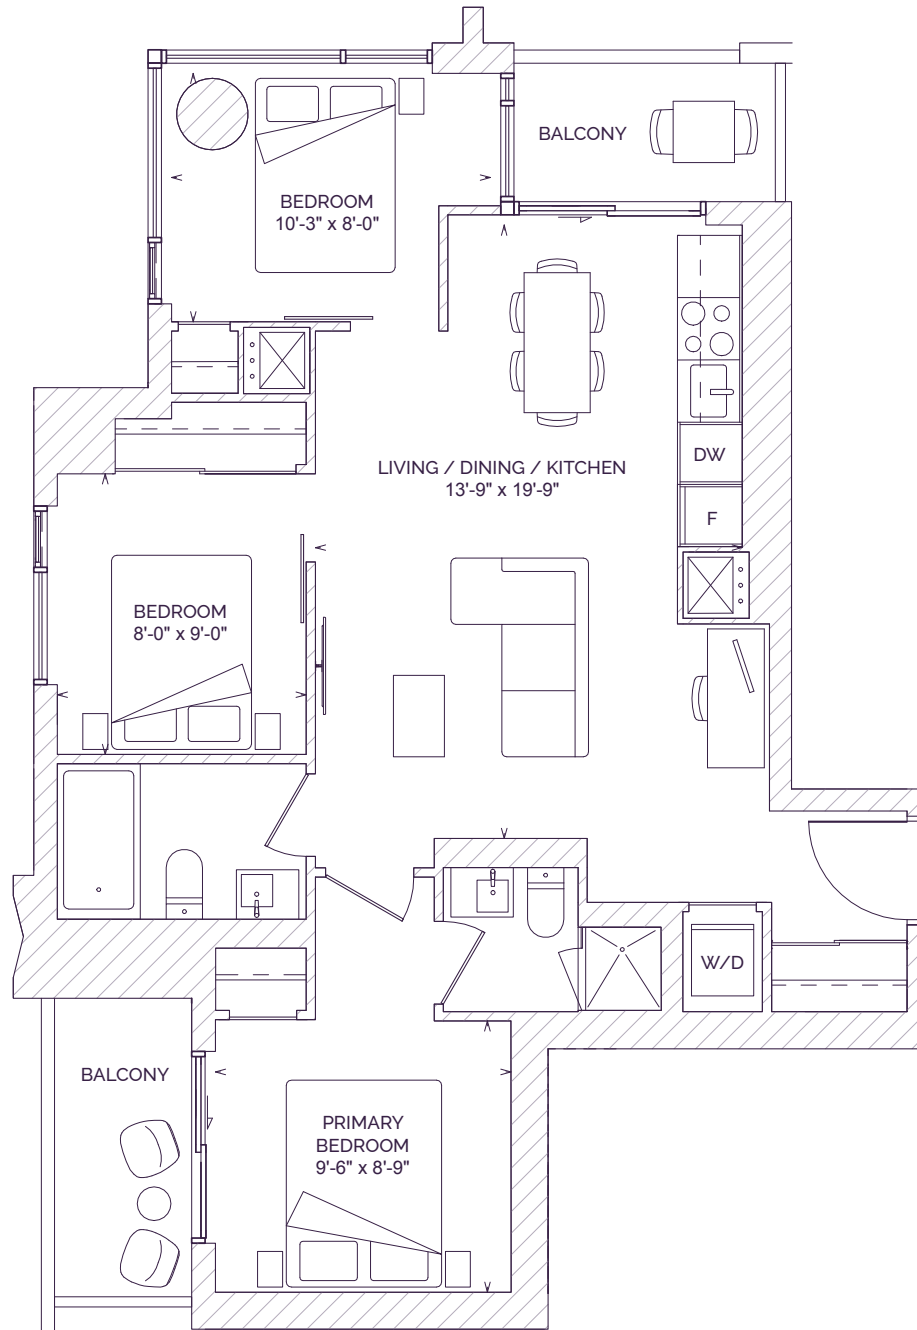 BALCONY
BEDROOM
10'-3" x 8'-0"
LIVING / DINING / KITCHEN
13'-9" x 19'-9"
DW
F
BEDROOM
8'-0" x 9'-0"
W/D
BALCONY
PRIMARY
BEDROOM
9'-6" x 8'-9"